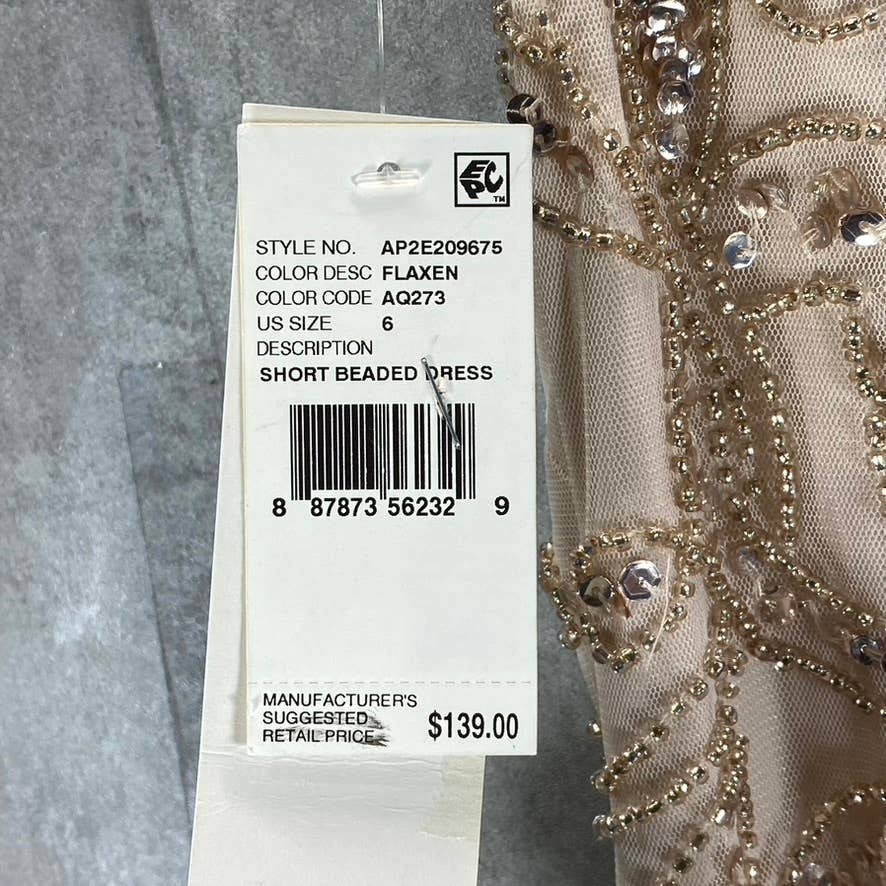 EPC
TM
STYLE NO. AP2E209675
COLOR DESC FLAXEN
COLOR CODE AQ273
US SIZE 6
DESCRIPTION
SHORT BEADED DRESS
8 87873 56232 9
MANUFACTURER'S
SUGGESTED
RETAIL PRICE
$139.00